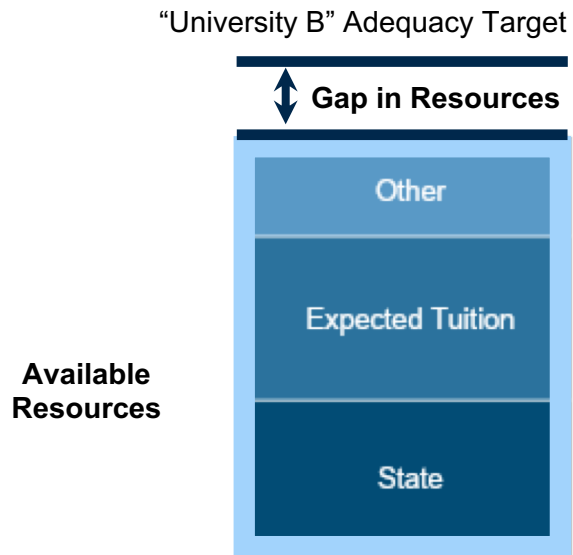 “University B” Adequacy Target
Gap in Resources
Other
Expected Tuition
Available
Resources
State